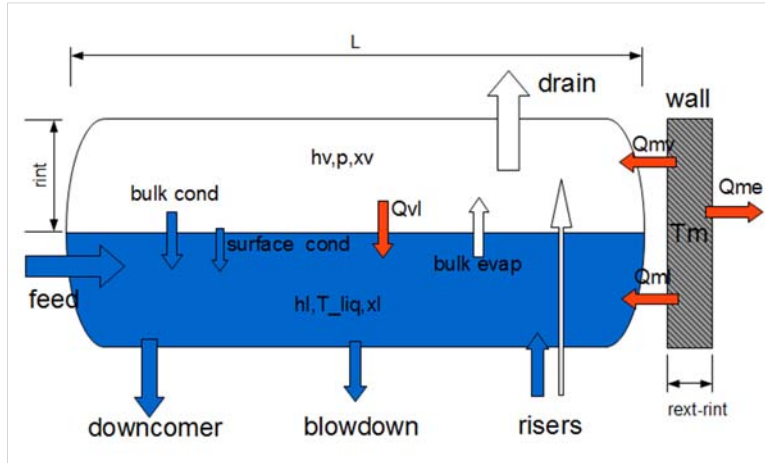 L
drain
wall
rint
hv,p,xv
Qmv
Qme
bulk cond
Qvl
Tm
surface cond
bulk evap
feed
hl,T_liq,xl
Qml
downcomer
blowdown
risers
rext-rint